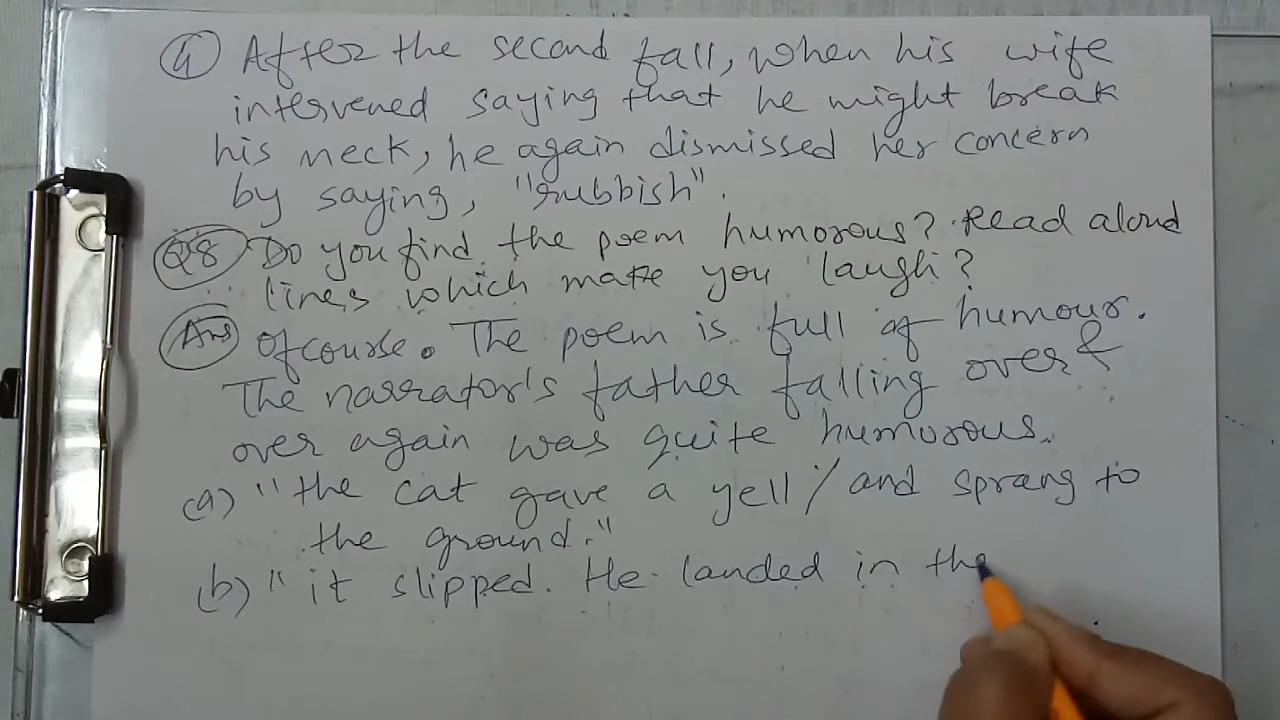 4 After the second fall, when his wife
intervened saying that he might break
his neck, he again dismissed her concern
by saying, "rubbish".
Q8 Do you find the poem humorous? Read aloud
lines which make you laugh?
Ans Ofcourse. The poem is full of humour.
The narrator's father falling over &
over again was quite humorous.
(a) "the cat gave a yell / and sprang to
the ground."
(b) "it slipped. He landed in the